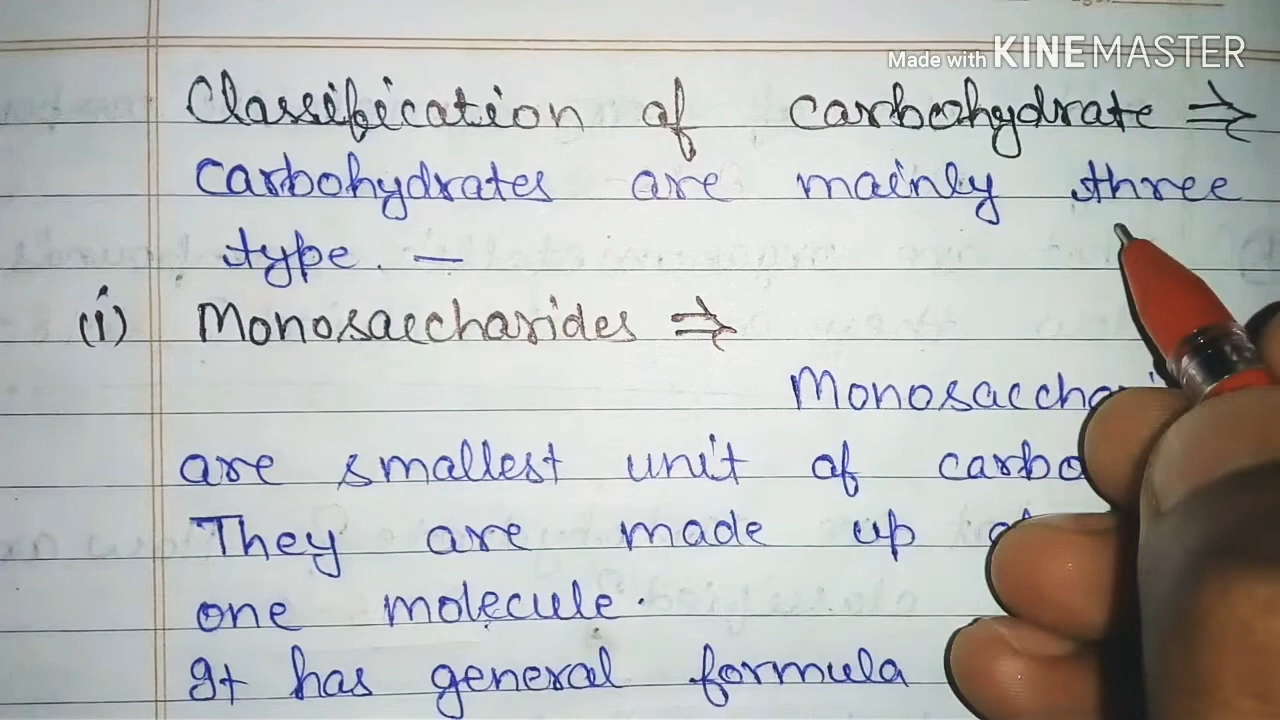 Made with KINEMASTER
Classification of carbohydrate ⇒
Carbohydrates are mainly three
type. —
(i) Monosaccharides ⇒
Monosaccha
are smallest unit of carbo
They are made up
one molecule.
It has general formula